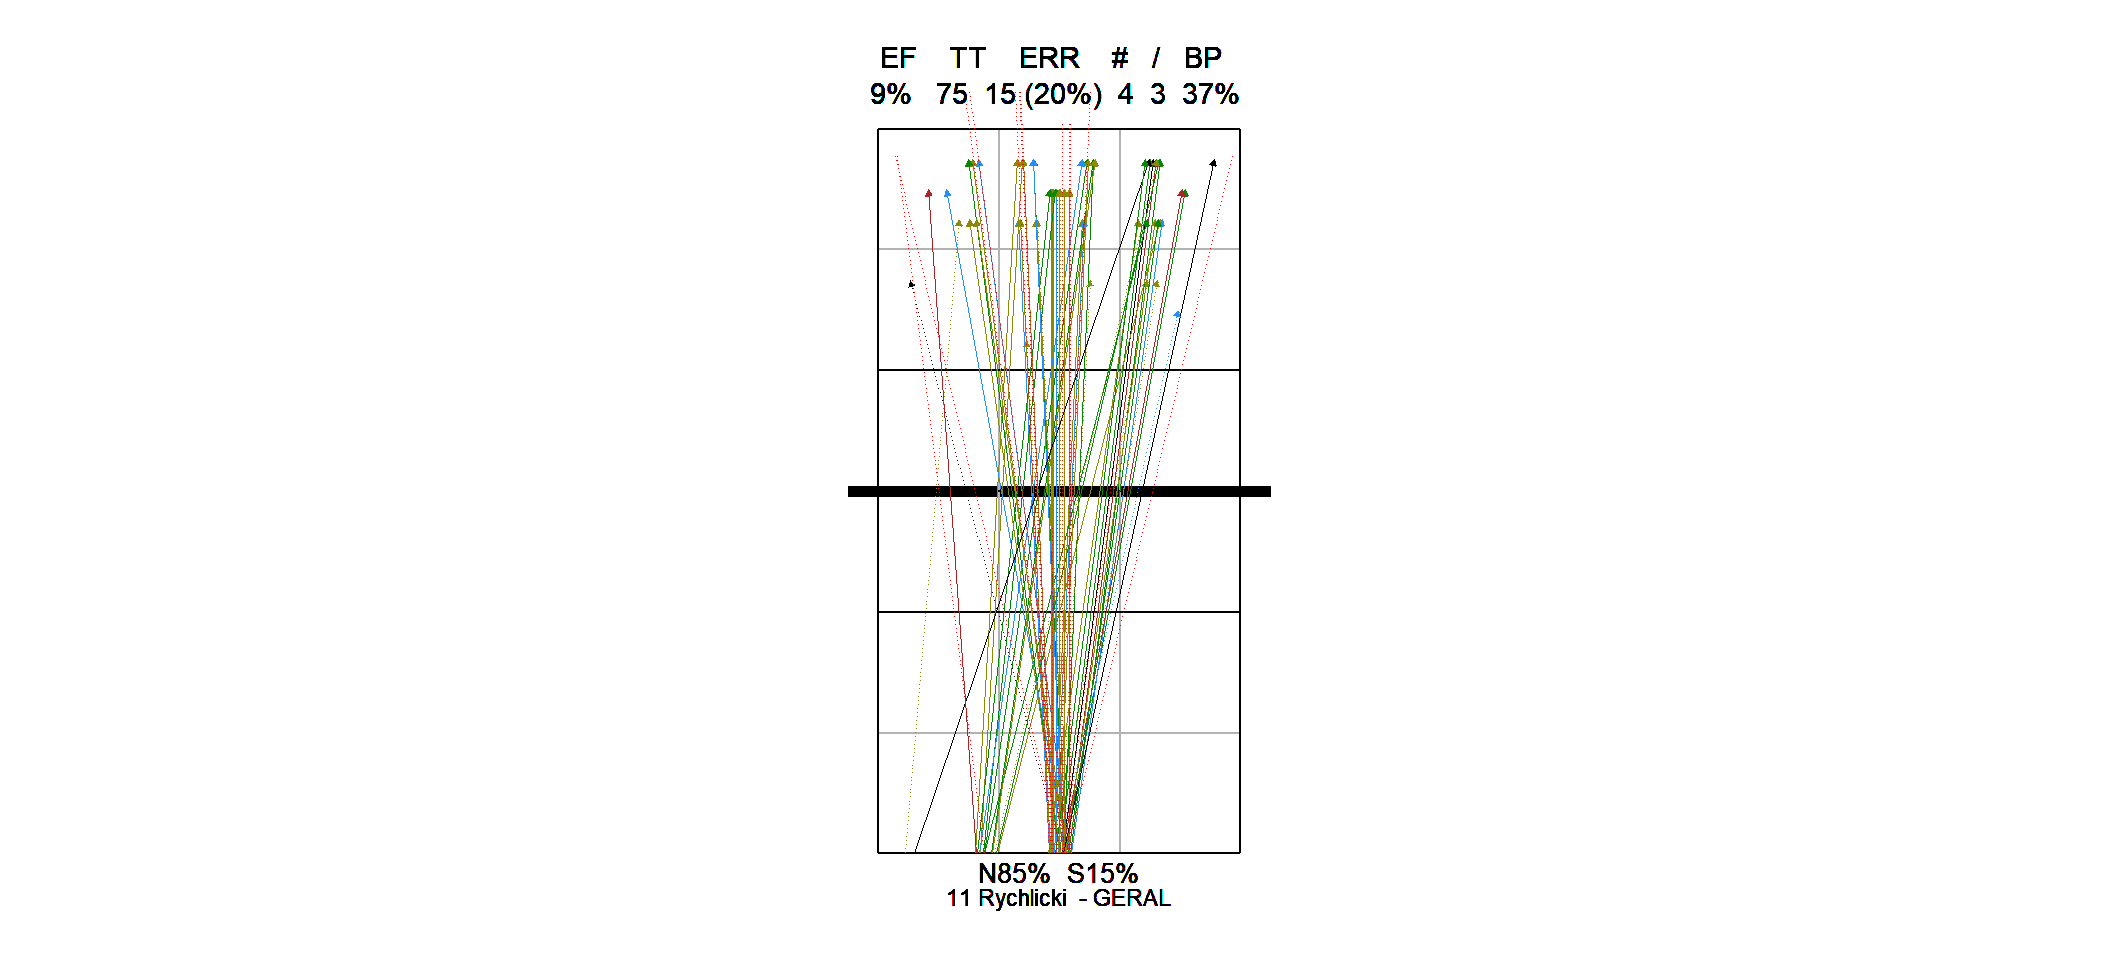 EF TT ERR # / BP
9% 75 15 (20%) 4 3 37%
N85% S15%
11 Rychlicki - GERAL